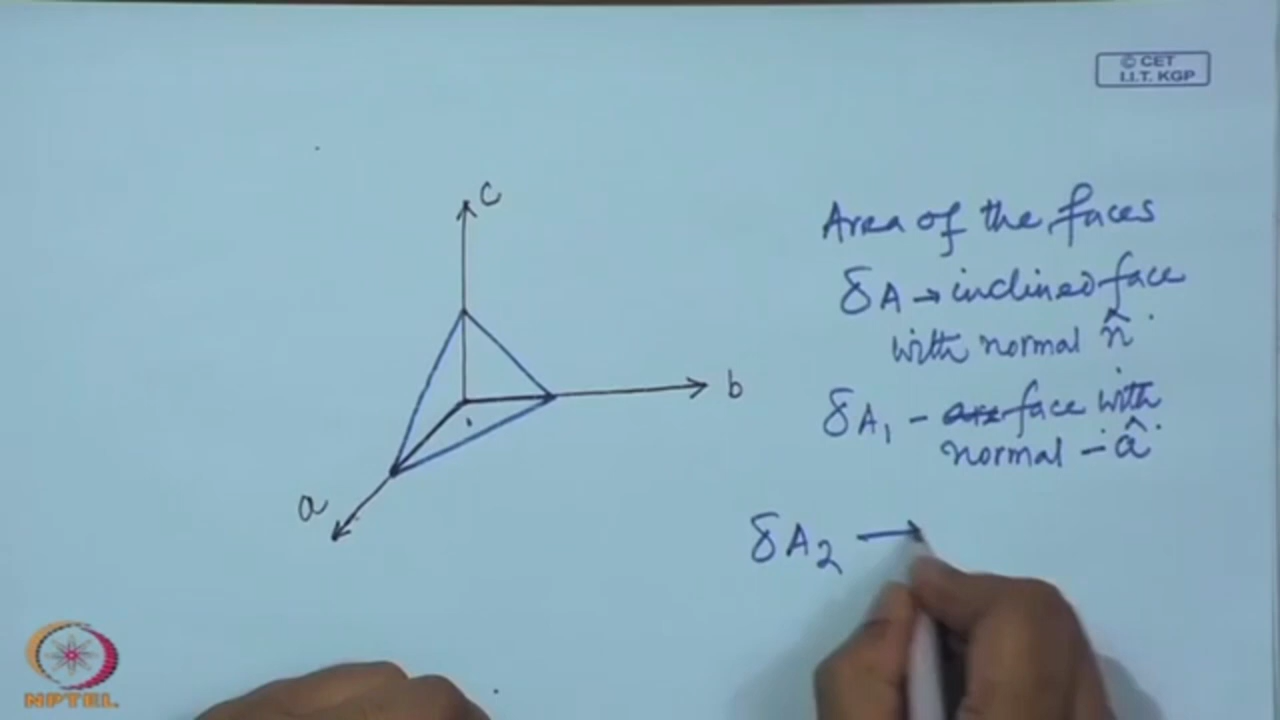 © CET
I.I.T. KGP
c
b
a
Area of the faces
δA → inclined face
with normal n̂.
δA₁ - face with
normal - â.
δA₂ →
NPTEL